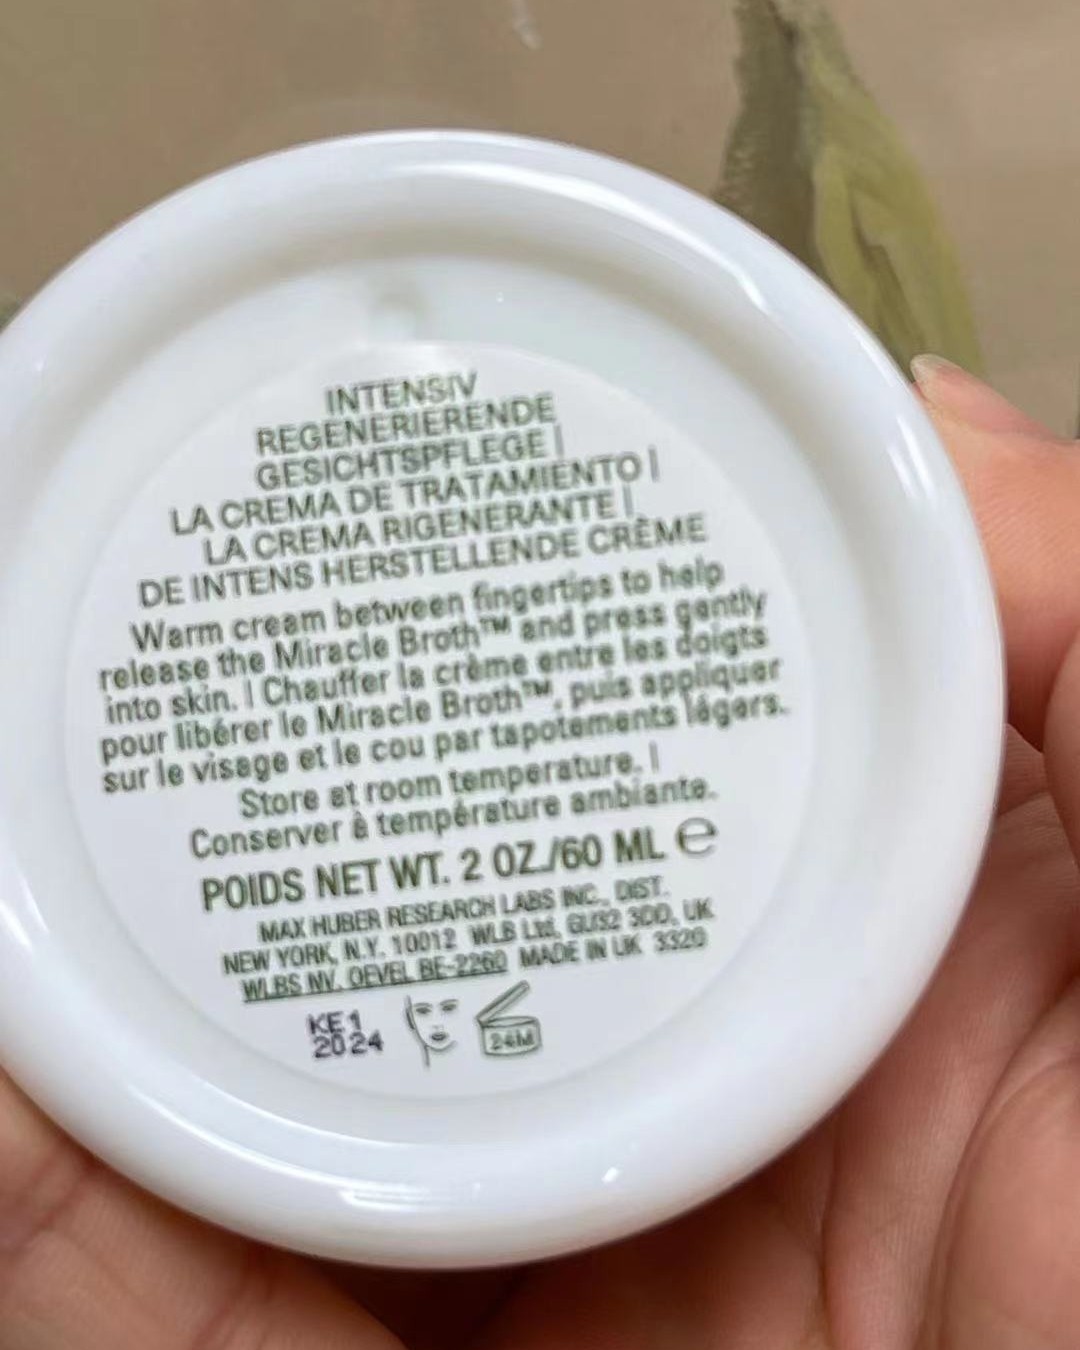 INTENSIV
REGENERIERENDE
GESICHTSPFLEGE |
LA CREMA DE TRATAMIENTO |
LA CREMA RIGENERANTE |
DE INTENS HERSTELLENDE CRÈME
Warm cream between fingertips to help
release the Miracle Broth™ and press gently
into skin. | Chauffer la crème entre les doigts
pour libérer le Miracle Broth™, puis appliquer
sur le visage et le cou par tapotements légers.
Store at room temperature. |
Conserver à température ambiante.
POIDS NET WT. 2 OZ./60 ML ℮
MAX HUBER RESEARCH LABS INC., DIST.
NEW YORK, N.Y. 10012 WLB Ltd, GU32 3DD, UK
WLBS NV, OEVEL BE-2260 MADE IN UK 3320
KE1
2024
24M